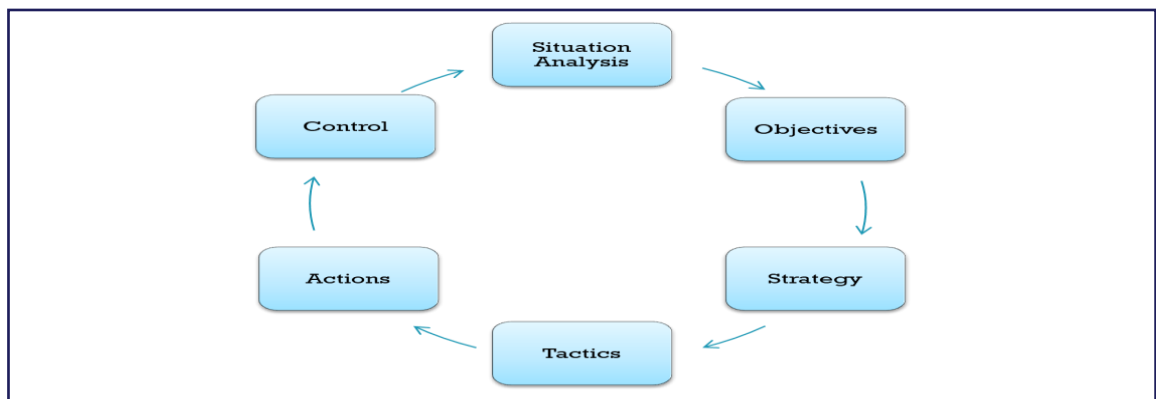 Situation
Analysis
Objectives
Strategy
Tactics
Actions
Control